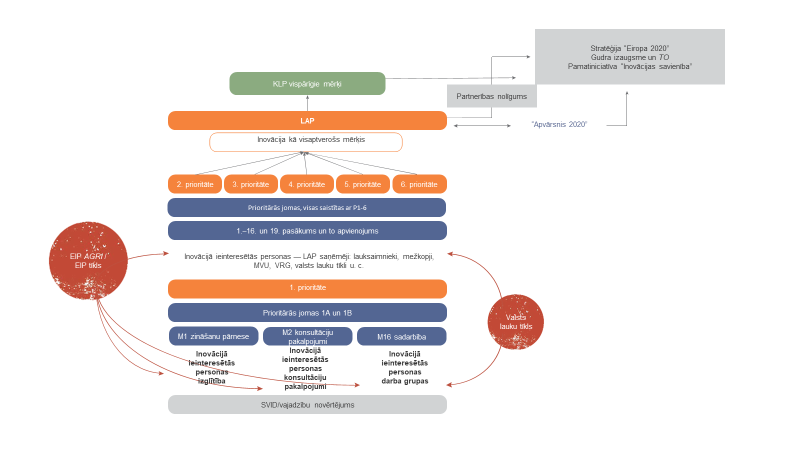 Stratēģija "Eiropa 2020"
Gudra izaugsme un TO
Pamatiniciatīva "Inovācijas savienība"
KLP vispārīgie mērķi
Partnerības nolīgums
LAP
"Apvārsnis 2020"
Inovācija kā visaptverošs mērķis
2. prioritāte
3. prioritāte
4. prioritāte
5. prioritāte
6. prioritāte
Prioritārās jomas, visas saistītas ar P1-6
1.–16. un 19. pasākums un to apvienojums
EIP AGRI /
EIP tīkls
Inovācijā ieinteresētās personas — LAP saņēmēji: lauksaimnieki, mežkopji,
MVU, VRG, valsts lauku tīkli u c.
1. prioritāte
Prioritārās jomas 1A un 1B
Valsts
lauku tīkls
M1 zināšanu pārnese
M2 konsultāciju
pakalpojumi
M16 sadarbība
Inovācijā
ieinteresētās
personas
izglītība
Inovācijā
ieinteresētās
personas
konsultāciju
pakalpojumi
Inovācijā
ieinteresētās
personas
darba grupas
SVID/vajadzību novērtējums